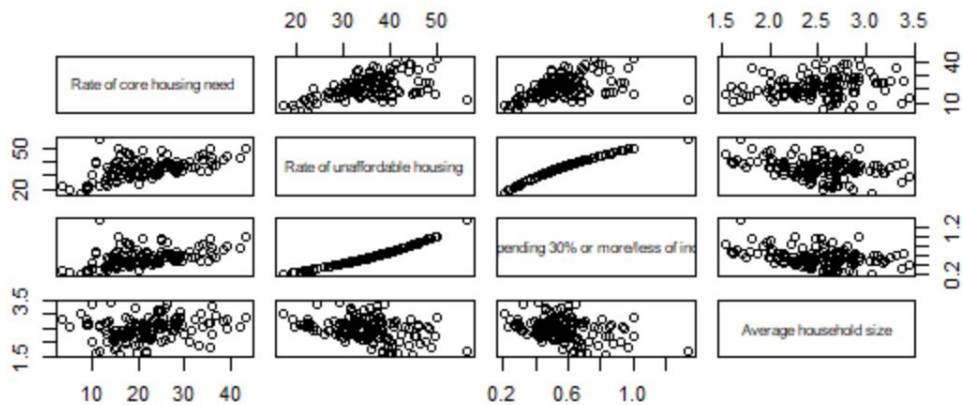 20 30 40 50
1.5 2.0 2.5 3.0 3.5
Rate of core housing need
10 40
20 50
Rate of unaffordable housing
pending 30% or more/less of inc
0.2 1.2
1.5 3.5
Average household size
10 20 30 40
0.2 0.6 1.0